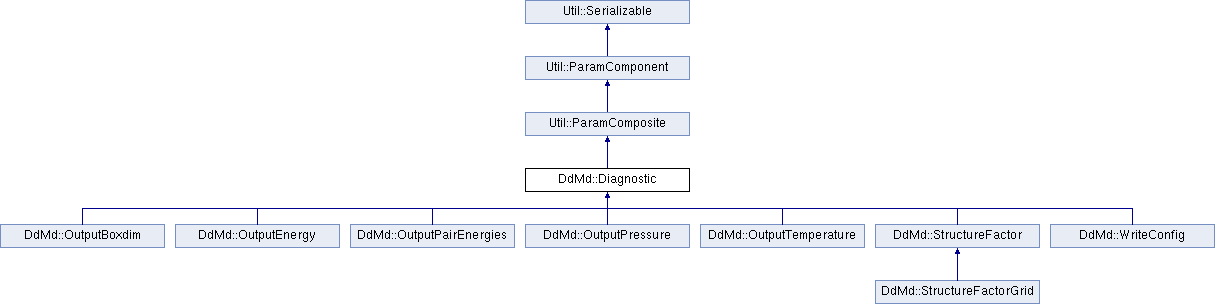 Util::Serializable
Util::ParamComponent
Util::ParamComposite
DdMd::Diagnostic
DdMd::OutputBoxdim
DdMd::OutputEnergy
DdMd::OutputPairEnergies
DdMd::OutputPressure
DdMd::OutputTemperature
DdMd::StructureFactor
DdMd::WriteConfig
DdMd::StructureFactorGrid